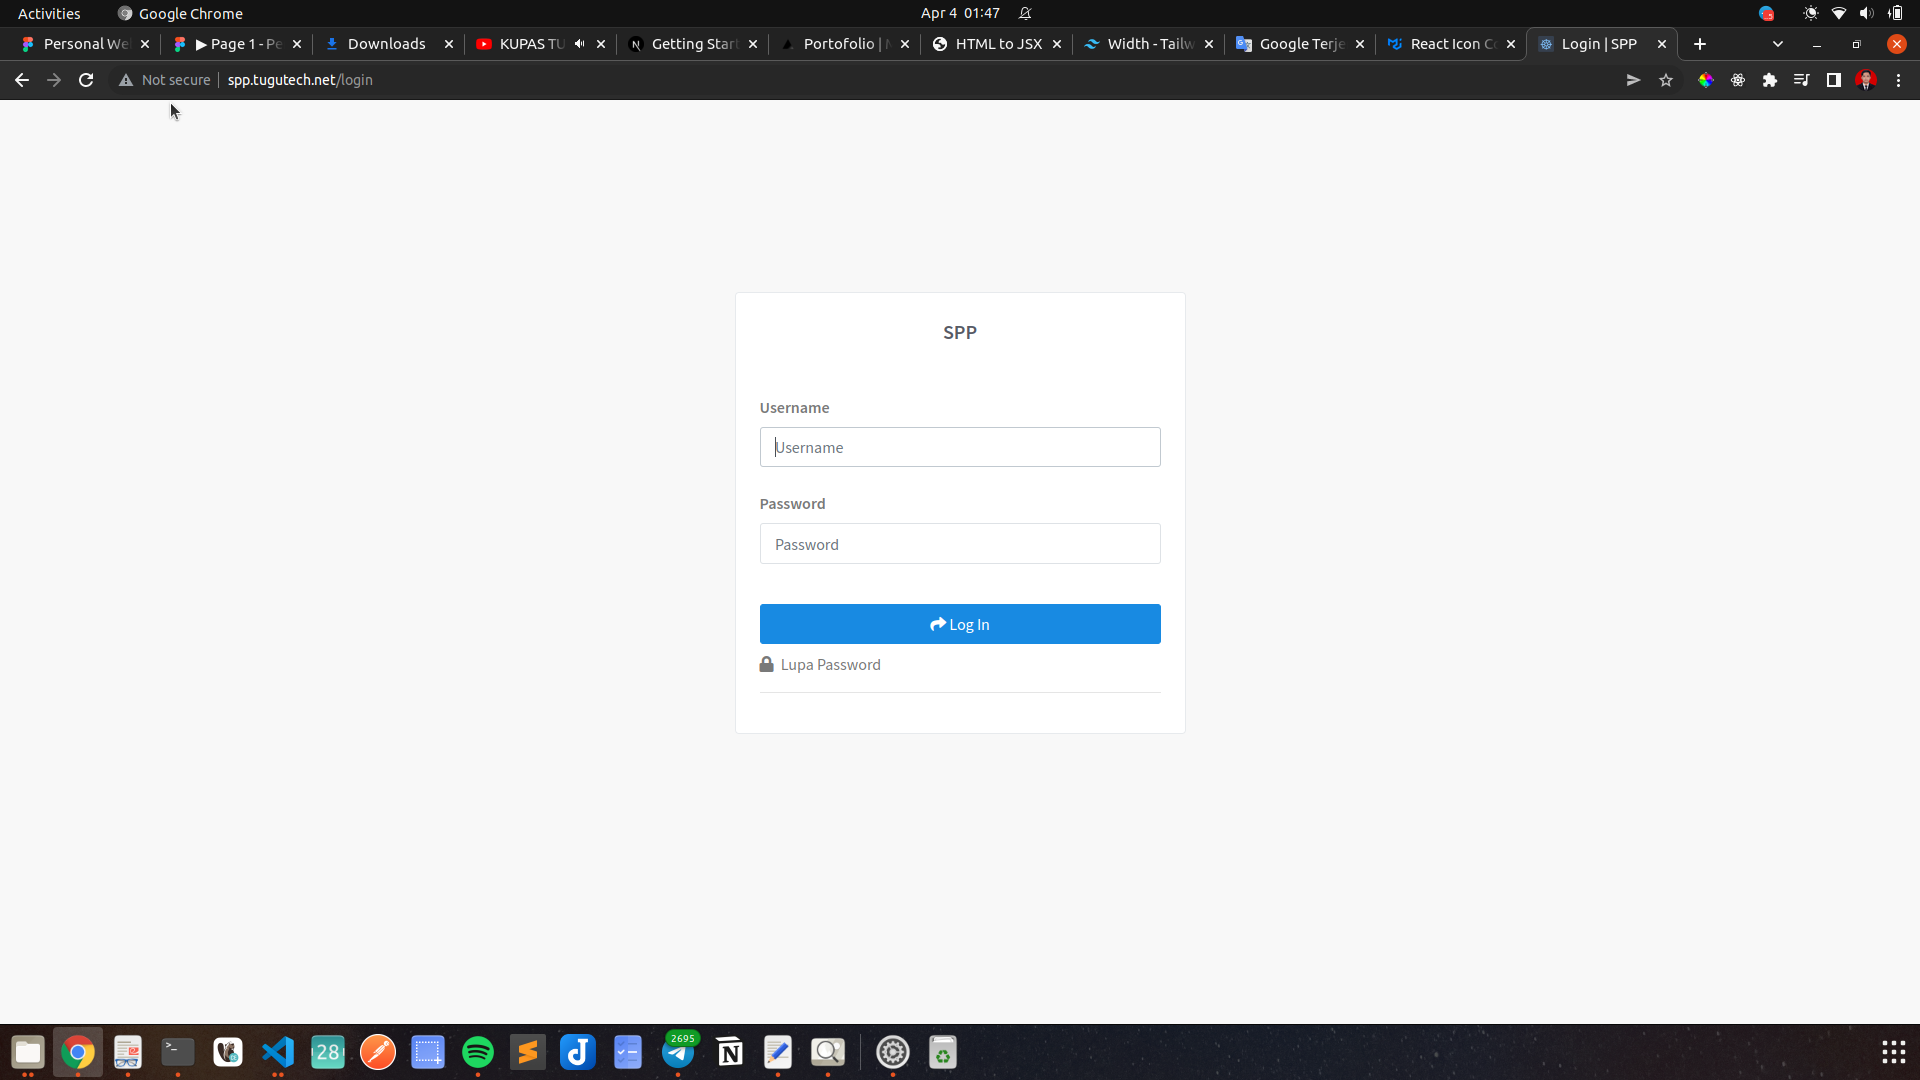 Activities
Google Chrome
Apr 4 01:47
Personal We
▶ Page 1 - Pe
Downloads
KUPAS TU
Getting Star
Portofolio |
HTML to JSX
Width - Tailw
Google Terje
React Icon Co
Login | SPP
Not secure
spp.tugutech.net/login
SPP
Username
Username
Password
Password
Log In
Lupa Password
28
2695